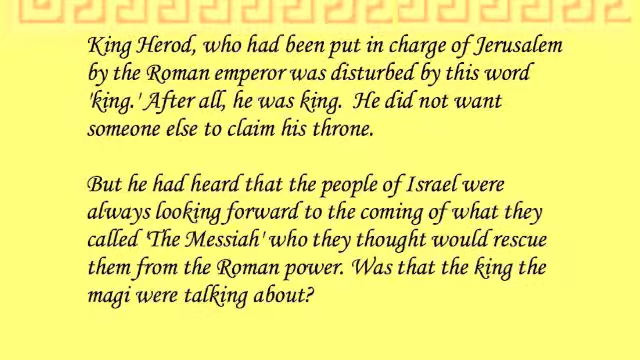 King Herod, who had been put in charge of Jerusalem
by the Roman emperor was disturbed by this word
'king.' After all, he was king.  He did not want
someone else to claim his throne.
But he had heard that the people of Israel were
always looking forward to the coming of what they
called 'The Messiah' who they thought would rescue
them from the Roman power. Was that the king the
magi were talking about?